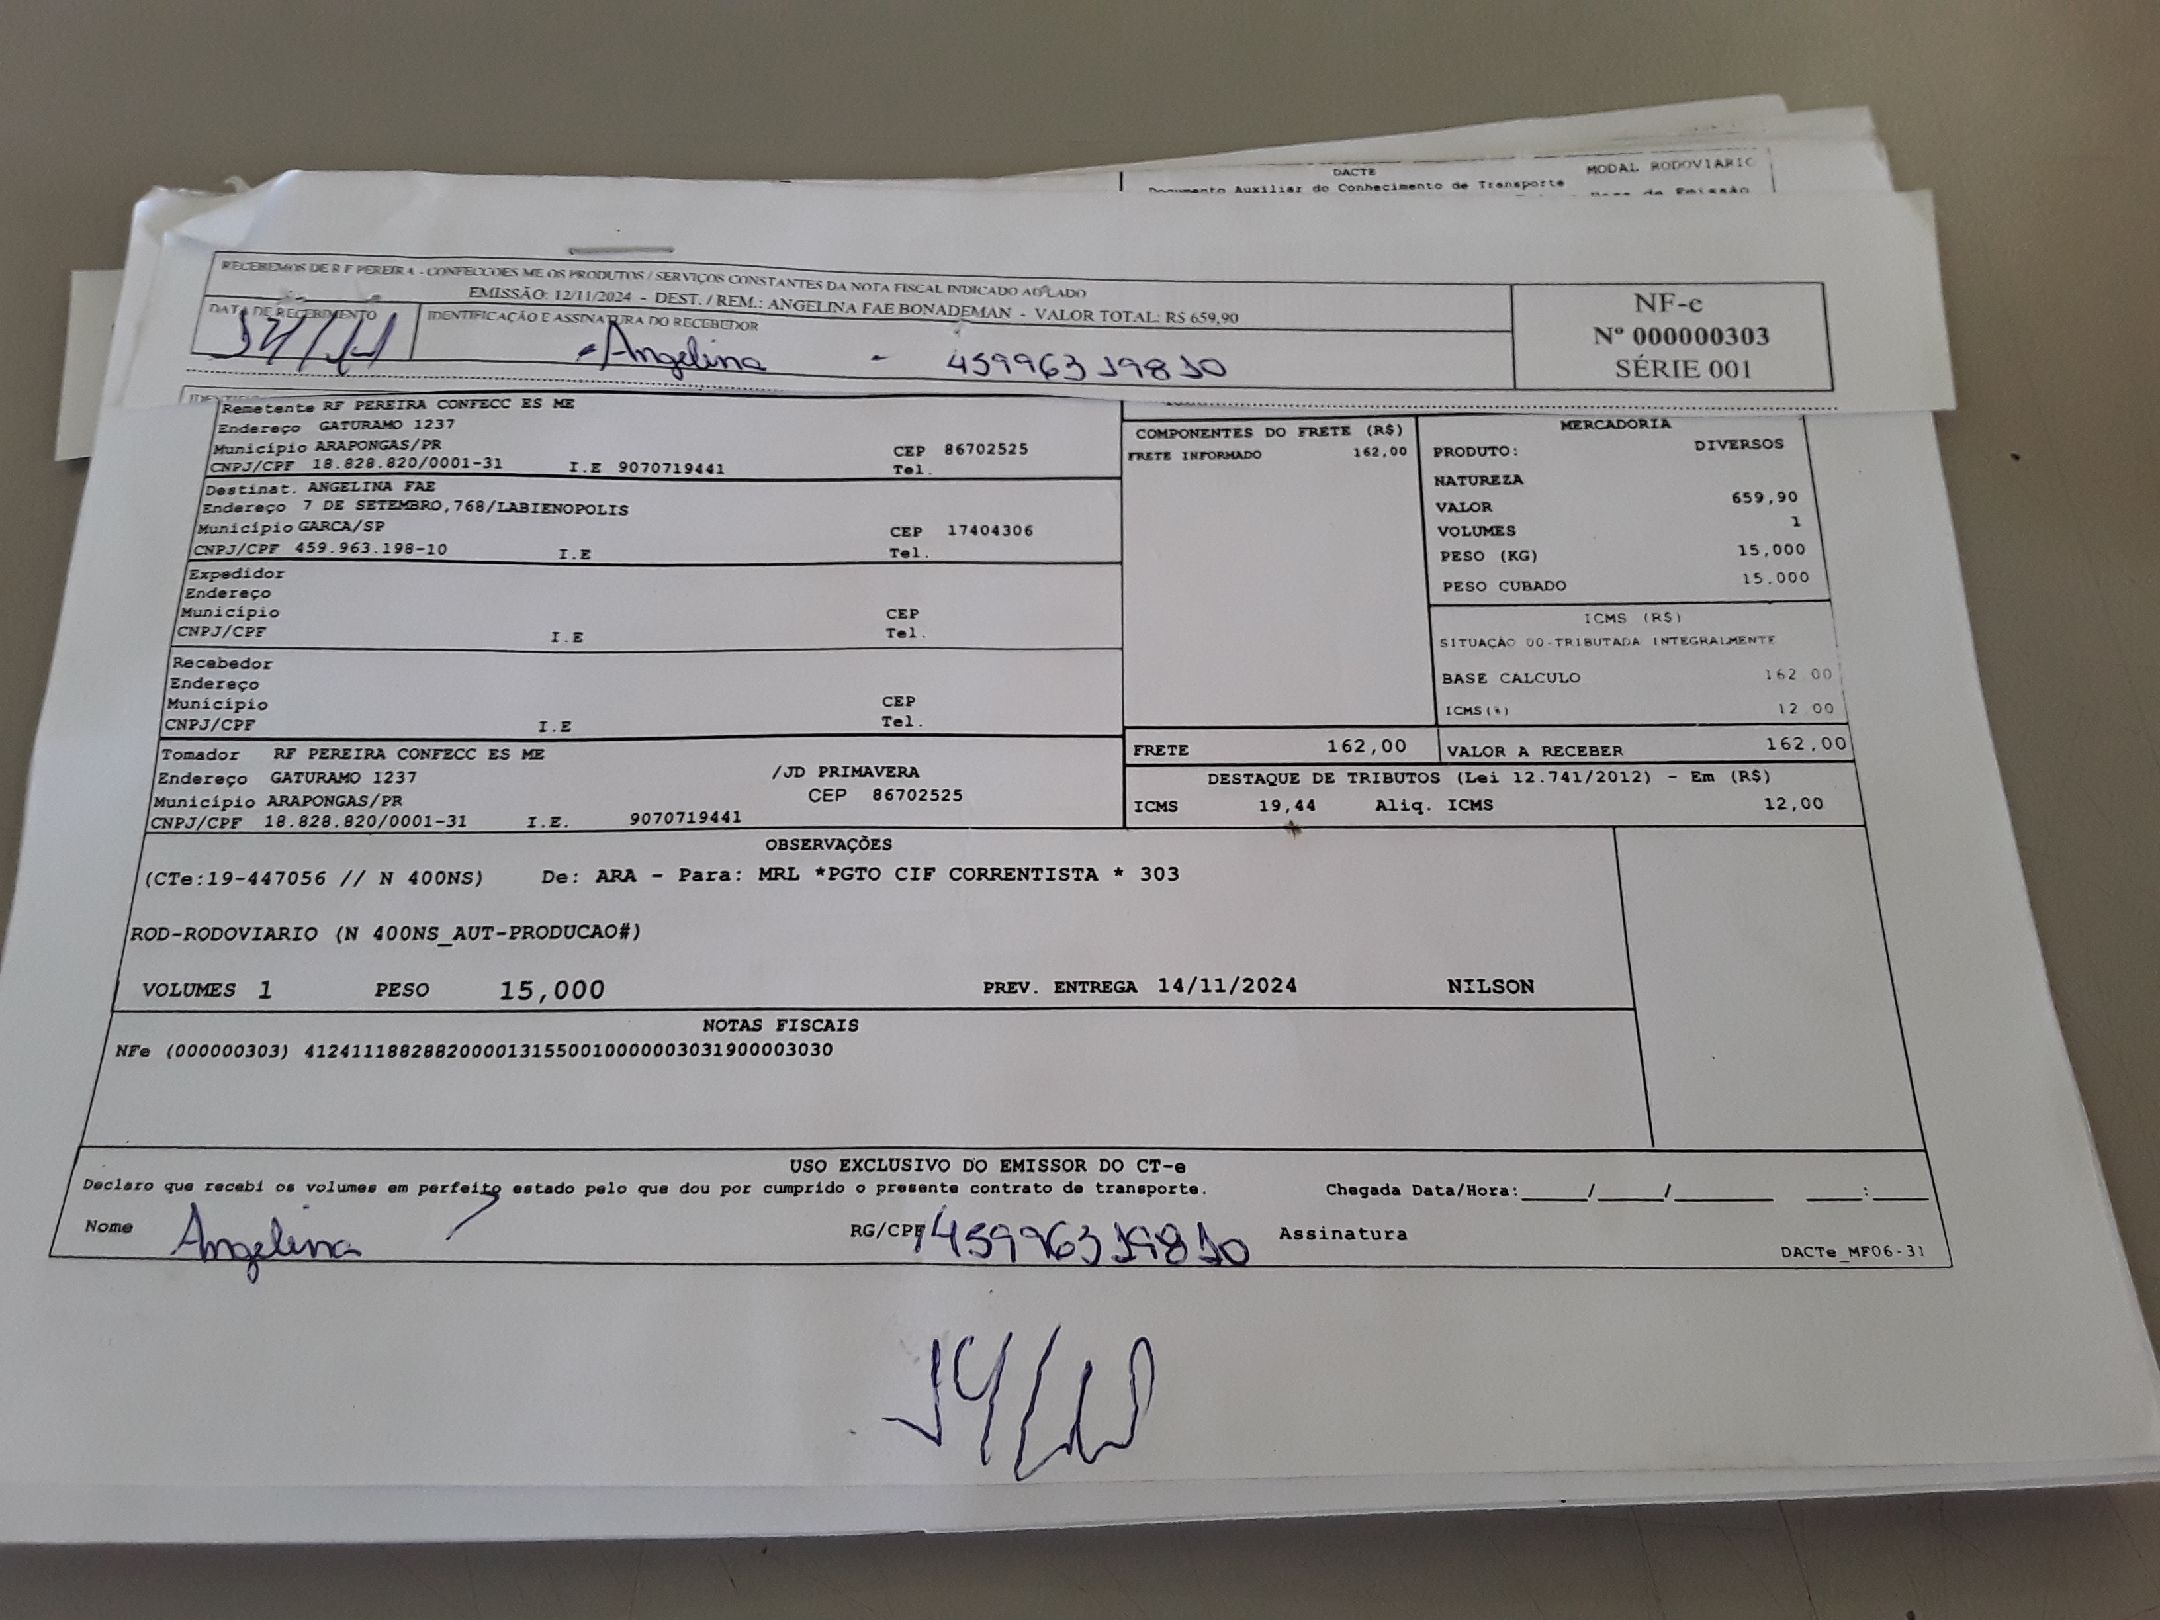 DACTE
MODAL RODOVIARIO
Documento Auxiliar do Conhecimento de Transporte
RECEBEMOS DE R F PEREIRA - CONFECCOES ME OS PRODUTOS / SERVIÇOS CONSTANTES DA NOTA FISCAL INDICADO AO LADO
EMISSÃO: 12/11/2024 - DEST. / REM.: ANGELINA FAE BONADEMAN - VALOR TOTAL: R$ 659,90
DATA DE RECEBIMENTO
14/11
IDENTIFICAÇÃO E ASSINATURA DO RECEBEDOR
Angelina - 45996319810
NF-e
Nº 000000303
SÉRIE 001
Remetente RF PEREIRA CONFECC ES ME
Endereço GATURAMO 1237
Município ARAPONGAS/PR CEP 86702525
CNPJ/CPF 18.828.820/0001-31 I.E 9070719441 Tel.
Destinat. ANGELINA FAE
Endereço 7 DE SETEMBRO,768/LABIENOPOLIS
Município GARCA/SP CEP 17404306
CNPJ/CPF 459.963.198-10 I.E Tel.
Expedidor
Endereço
Município CEP
CNPJ/CPF I.E Tel.
Recebedor
Endereço
Município CEP
CNPJ/CPF I.E Tel.
Tomador RF PEREIRA CONFECC ES ME
Endereço GATURAMO 1237 /JD PRIMAVERA
Município ARAPONGAS/PR CEP 86702525
CNPJ/CPF 18.828.820/0001-31 I.E. 9070719441
COMPONENTES DO FRETE (R$)
FRETE INFORMADO 162,00
MERCADORIA
PRODUTO: DIVERSOS
NATUREZA
VALOR 659,90
VOLUMES 1
PESO (KG) 15,000
PESO CUBADO 15.000
ICMS (R$)
SITUAÇÃO 00-TRIBUTADA INTEGRALMENTE
BASE CALCULO 162 00
ICMS(%) 12 00
FRETE 162,00 VALOR A RECEBER 162,00
DESTAQUE DE TRIBUTOS (Lei 12.741/2012) - Em (R$)
ICMS 19,44 Aliq. ICMS 12,00
OBSERVAÇÕES
(CTe:19-447056 // N 400NS) De: ARA - Para: MRL *PGTO CIF CORRENTISTA * 303
ROD-RODOVIARIO (N 400NS_AUT-PRODUCAO#)
VOLUMES 1 PESO 15,000 PREV. ENTREGA 14/11/2024 NILSON
NOTAS FISCAIS
NFe (000000303) 41241118828820000131550010000003031900003030
USO EXCLUSIVO DO EMISSOR DO CT-e
Declaro que recebi os volumes em perfeito estado pelo que dou por cumprido o presente contrato de transporte. Chegada Data/Hora:_____/_____/________ ____:____
Nome Angelina RG/CPF 45996319810 Assinatura
DACTe_MF06-31